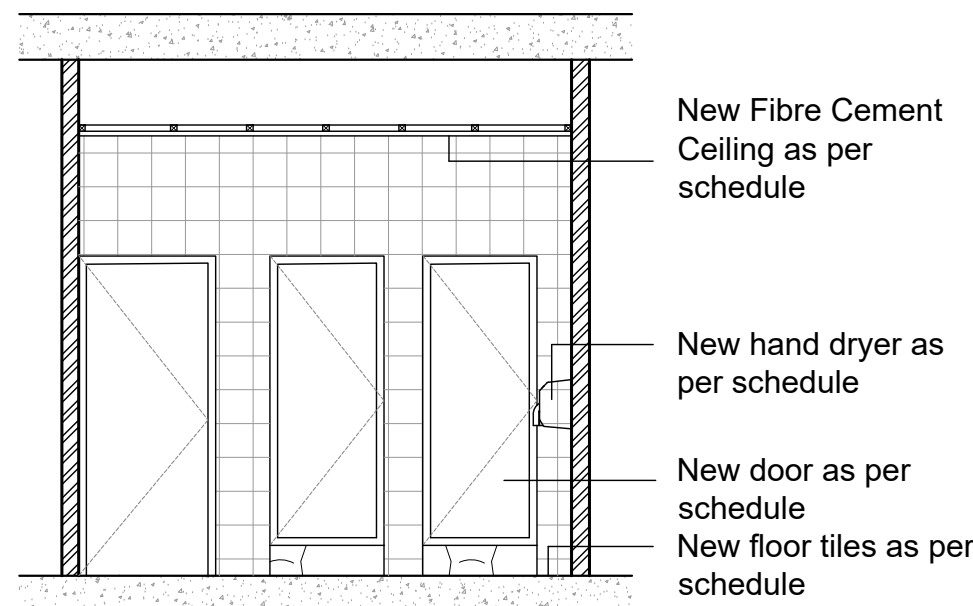 New Fibre Cement
Ceiling as per
schedule
New hand dryer as
per schedule
New door as per
schedule
New floor tiles as per
schedule